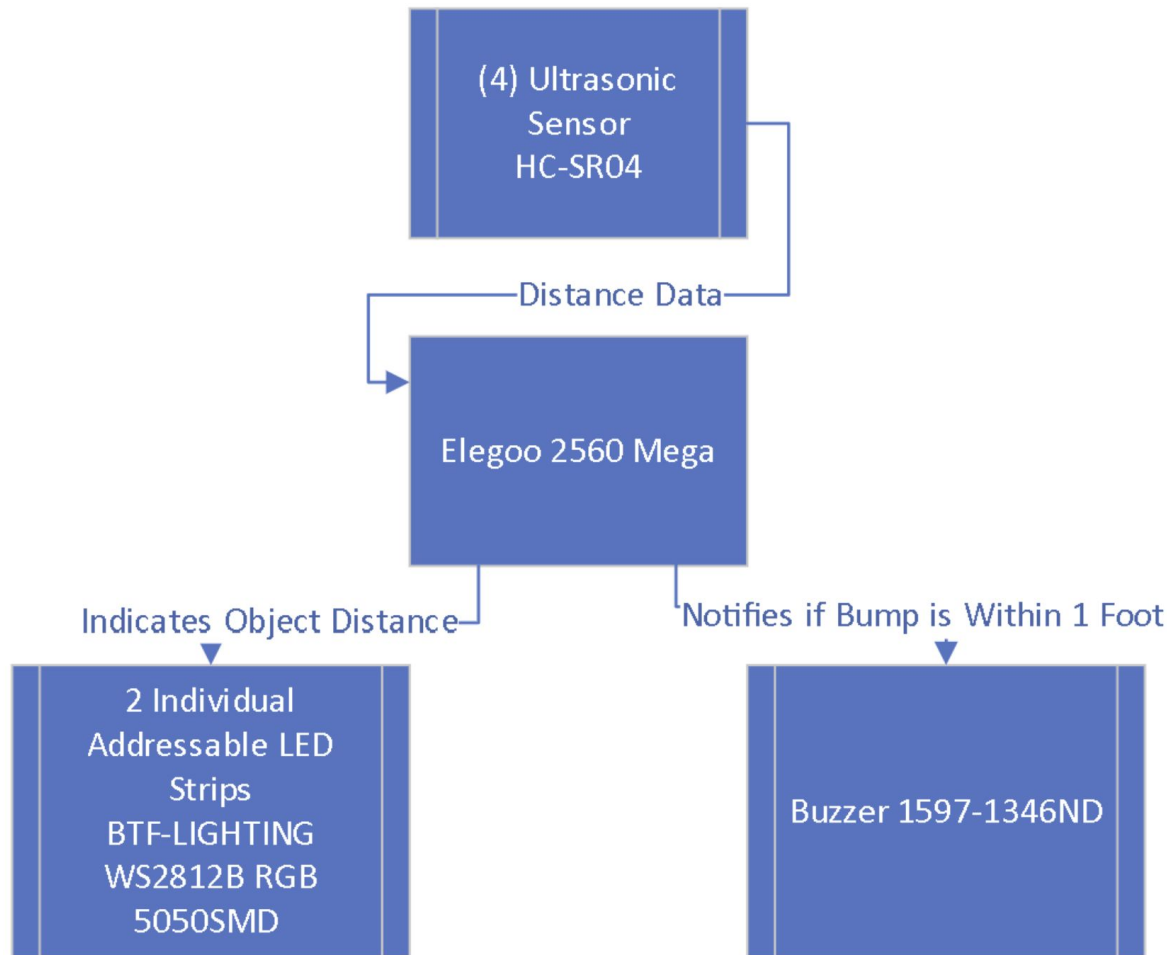 (4) Ultrasonic
Sensor
HC-SR04
Distance Data
Elegoo 2560 Mega
Indicates Object Distance
Notifies if Bump is Within 1 Foot
2 Individual
Addressable LED
Strips
BTF-LIGHTING
WS2812B RGB
5050SMD
Buzzer 1597-1346ND